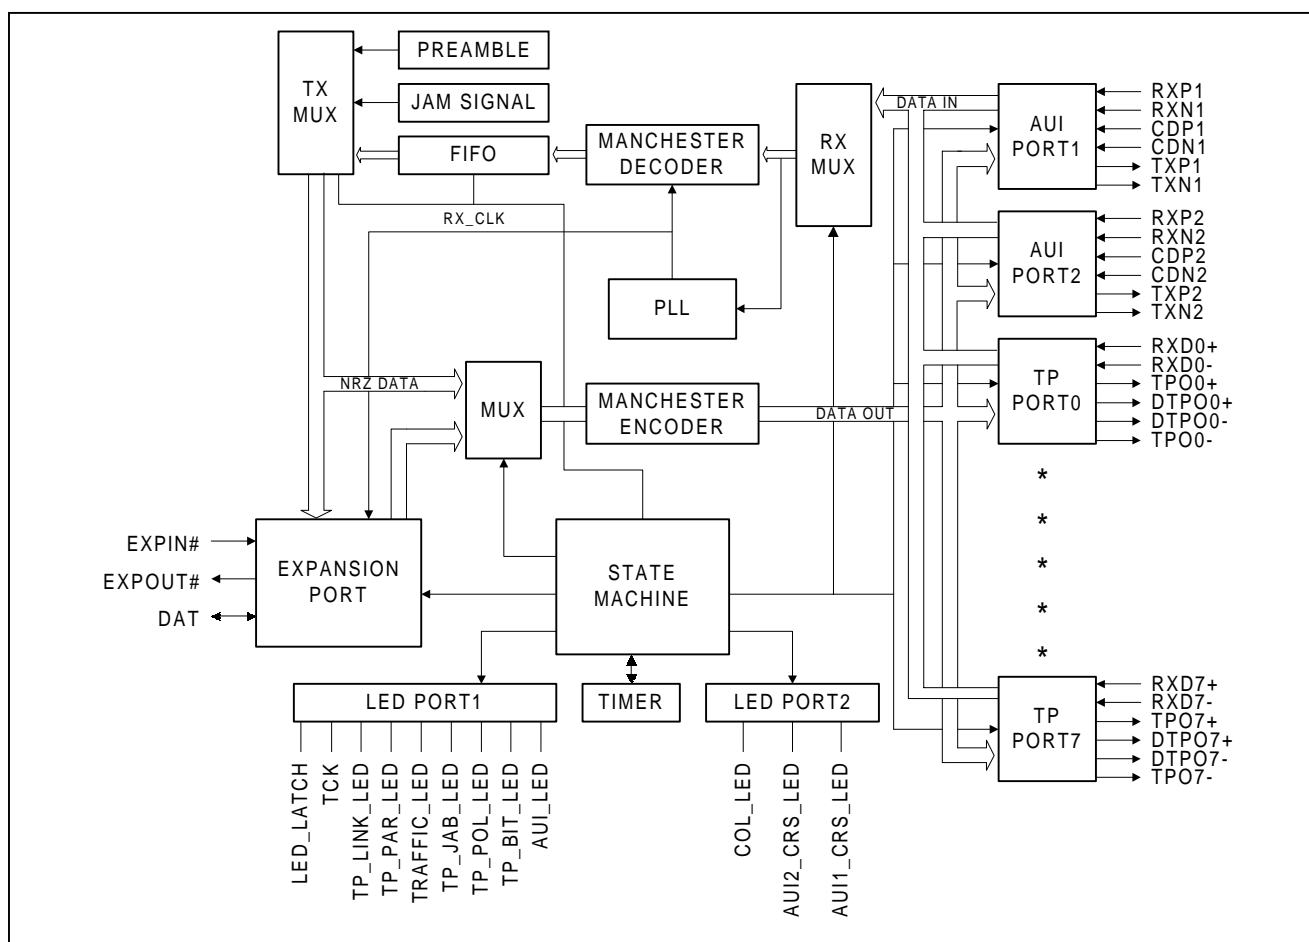 PREAMBLE
TX
MUX
JAM SIGNAL
FIFO
MANCHESTER
DECODER
RX
MUX
DATA IN
AUI
PORT1
RXP1
RXN1
CDP1
CDN1
TXP1
TXN1
RX_CLK
PLL
AUI
PORT2
RXP2
RXN2
CDP2
CDN2
TXP2
TXN2
NRZ DATA
MUX
MANCHESTER
ENCODER
DATA OUT
TP
PORT0
RXD0+
RXD0-
TPO0+
DTPO0+
DTPO0-
TPO0-
*
*
*
*
*
EXPIN#
EXPOUT#
DAT
EXPANSION
PORT
STATE
MACHINE
LED PORT1
TIMER
LED PORT2
TP
PORT7
RXD7+
RXD7-
TPO7+
DTPO7+
DTPO7-
TPO7-
LED_LATCH
TCK
TP_LINK_LED
TP_PAR_LED
TRAFFIC_LED
TP_JAB_LED
TP_POL_LED
TP_BIT_LED
AUI_LED
COL_LED
AUI2_CRS_LED
AUI1_CRS_LED